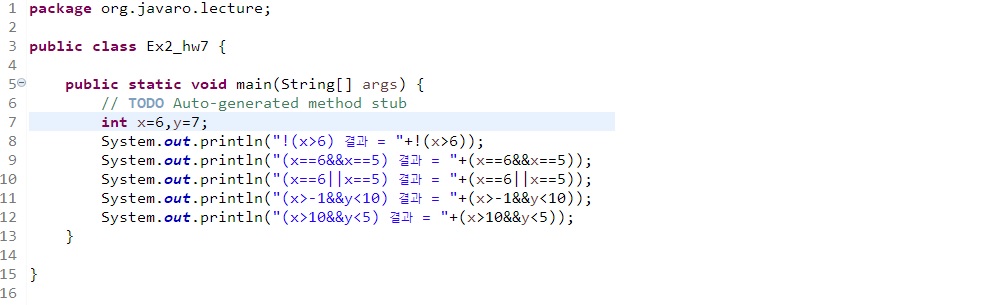 1 package org.javaro.lecture;
2
3 public class Ex2_hw7 {
4
5 public static void main(String[] args) {
6 // TODO Auto-generated method stub
7 int x=6,y=7;
8 System.out.println("!(x>6) 결과 = "+!(x>6));
9 System.out.println("(x==6&&x==5) 결과 = "+(x==6&&x==5));
10 System.out.println("(x==6||x==5) 결과 = "+(x==6||x==5));
11 System.out.println("(x>-1&&y<10) 결과 = "+(x>-1&&y<10));
12 System.out.println("(x>10&&y<5) 결과 = "+(x>10&&y<5));
13 }
14
15 }
16